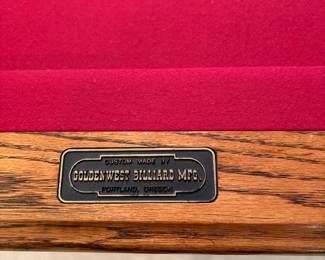 CUSTOM MADE BY
GOLDENWEST BILLIARD MFG.
PORTLAND, OREGON